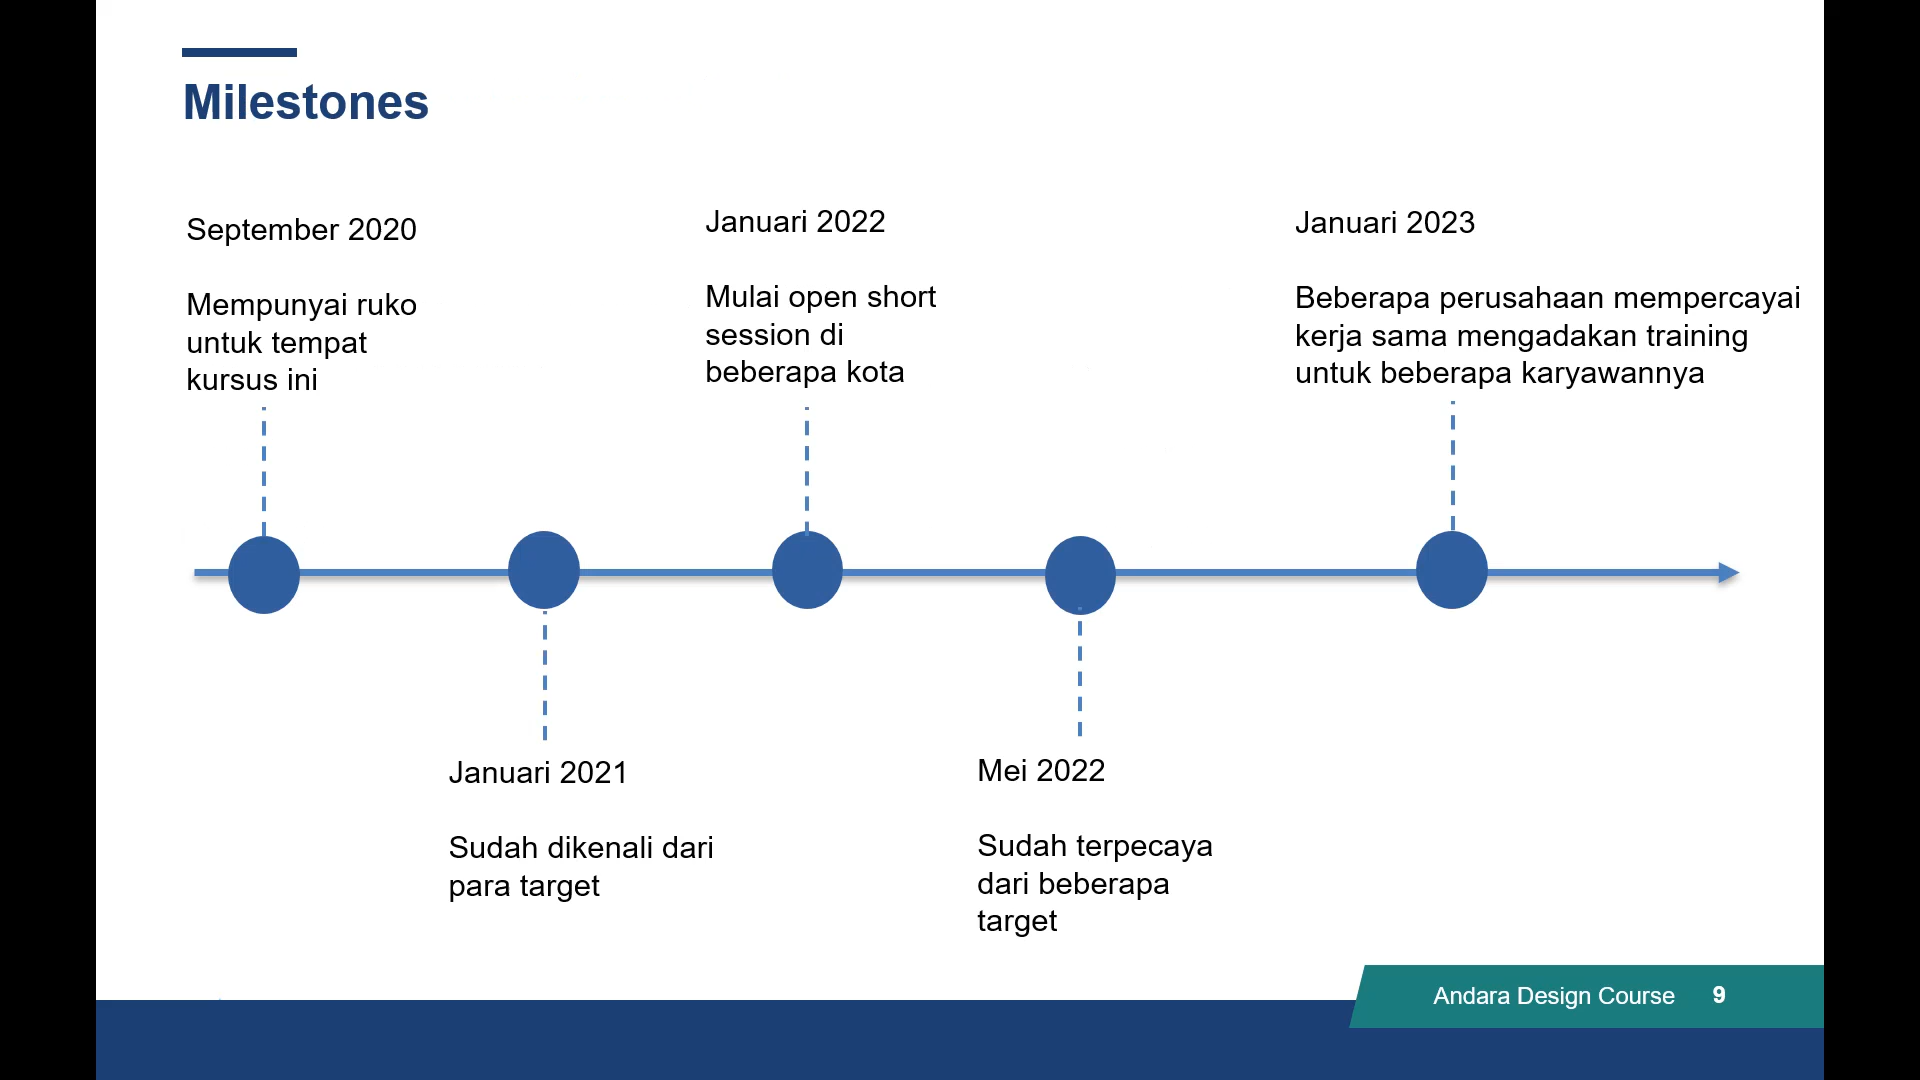 Milestones
September 2020
Mempunyai ruko
untuk tempat
kursus ini
Januari 2021
Sudah dikenali dari
para target
Januari 2022
Mulai open short
session di
beberapa kota
Mei 2022
Sudah terpecaya
dari beberapa
target
Januari 2023
Beberapa perusahaan mempercayai
kerja sama mengadakan training
untuk beberapa karyawannya
Andara Design Course 9